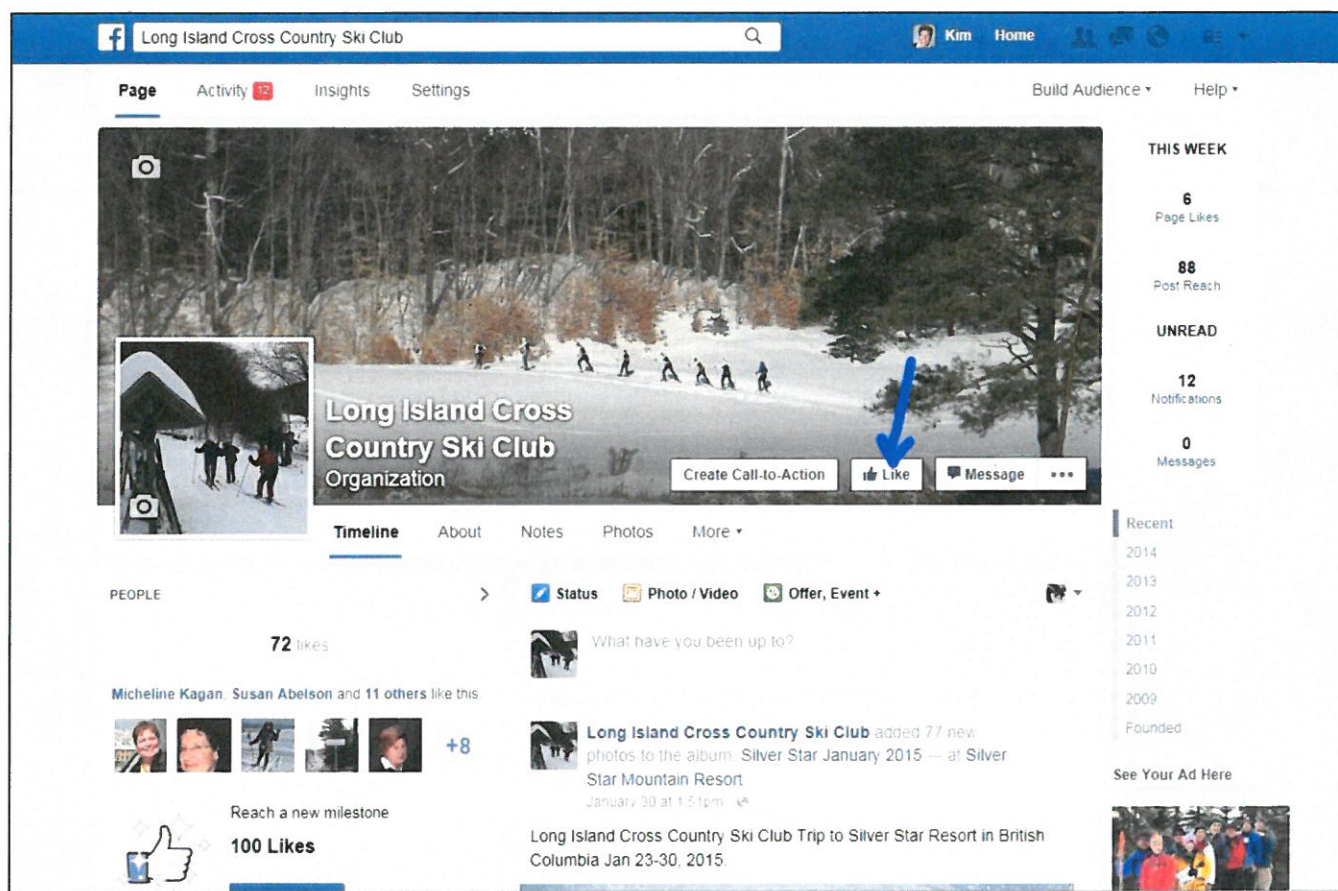 Long Island Cross Country Ski Club
Kim Home
Page Activity 12 Insights Settings Build Audience Help
THIS WEEK
6
Page Likes
88
Post Reach
UNREAD
12
Notifications
0
Messages
Long Island Cross
Country Ski Club
Organization
Create Call-to-Action Like Message •••
Timeline About Notes Photos More
Recent
2014
2013
2012
2011
2010
2009
Founded
See Your Ad Here
PEOPLE
72 likes
Micheline Kagan, Susan Abelson and 11 others like this.
+8
Reach a new milestone
100 Likes
Status Photo / Video Offer, Event +
What have you been up to?
Long Island Cross Country Ski Club added 77 new
photos to the album: Silver Star January 2015 — at Silver
Star Mountain Resort
January 30 at 1:51pm
Long Island Cross Country Ski Club Trip to Silver Star Resort in British
Columbia Jan 23-30, 2015.